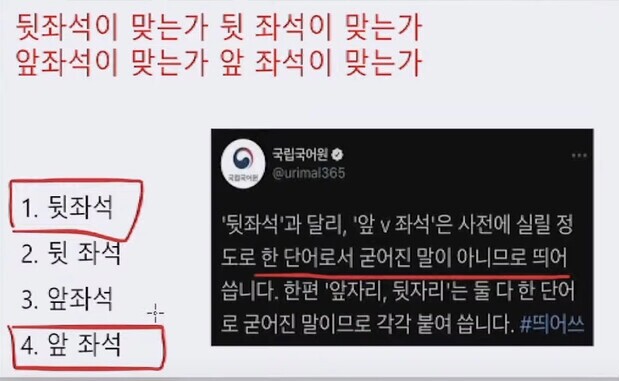 뒷좌석이 맞는가 뒷 좌석이 맞는가
앞좌석이 맞는가 앞 좌석이 맞는가
1. 뒷좌석
2. 뒷 좌석
3. 앞좌석
4. 앞 좌석
국립국어원
국립국어원
@urimal365
'뒷좌석'과 달리, '앞∨좌석'은 사전에 실릴 정
도로 한 단어로서 굳어진 말이 아니므로 띄어
씁니다. 한편 '앞자리, 뒷자리'는 둘 다 한 단어
로 굳어진 말이므로 각각 붙여 씁니다. #띄어쓰